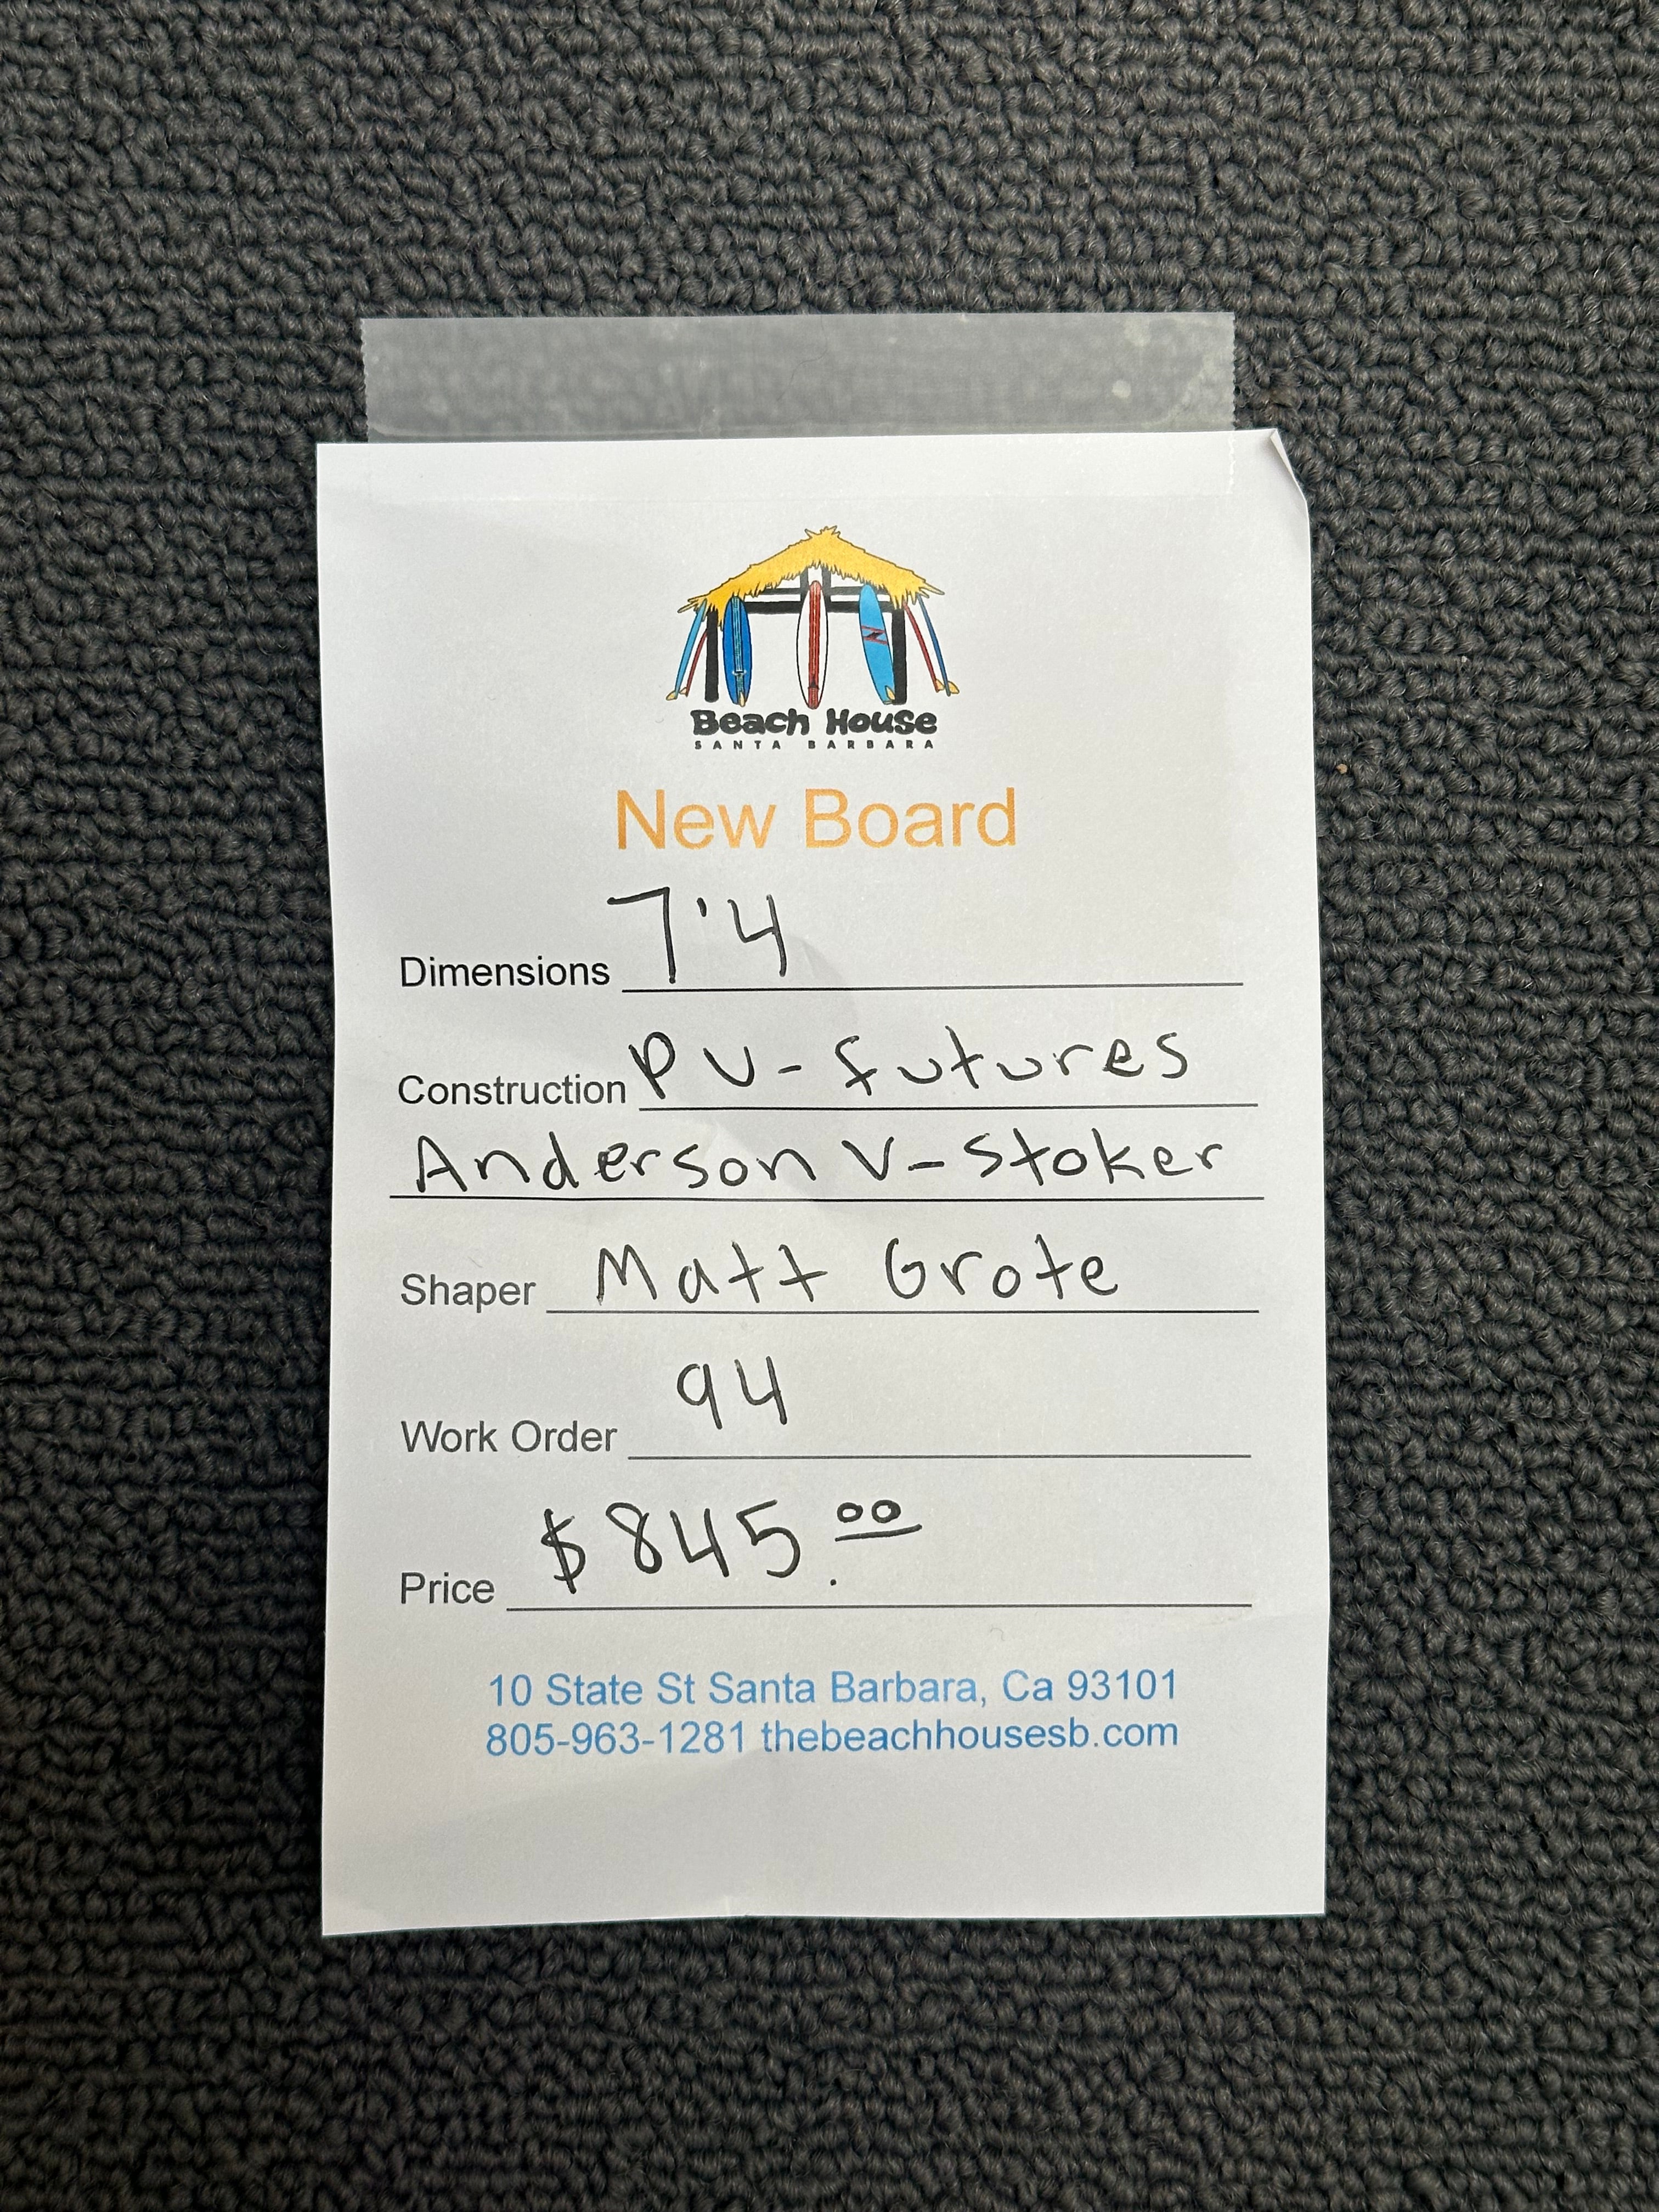 Beach House
SANTA BARBARA
New Board
Dimensions 7'4
Construction PU-futures
Anderson V-Stoker
Shaper Matt Grote
Work Order 94
Price $845.00
10 State St Santa Barbara, Ca 93101
805-963-1281 thebeachhousesb.com